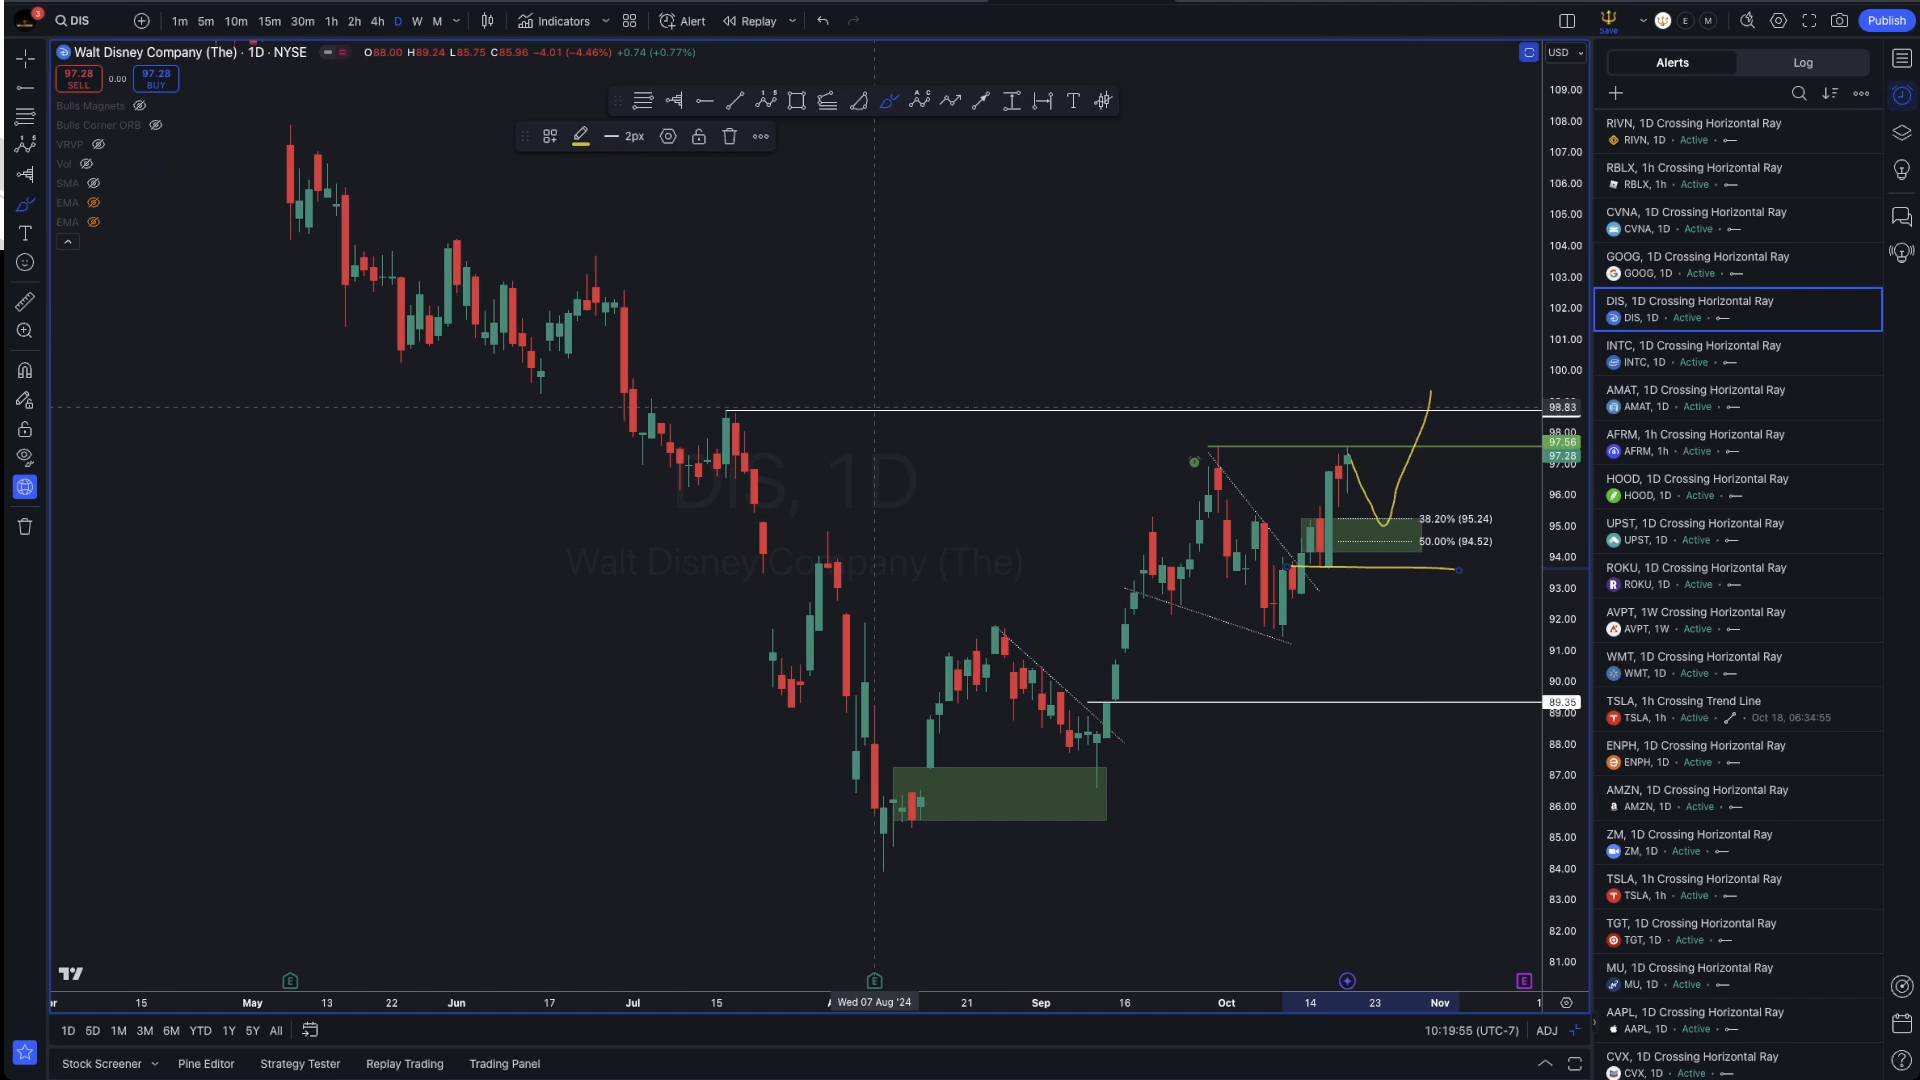 3
DIS
1m 5m 10m 15m 30m 1h 2h 4h D W M
Indicators
Alert
Replay
Save
E
M
Publish
Walt Disney Company (The) · 1D · NYSE
O88.00 H89.24 L85.75 C85.96 −4.01 (−4.46%) +0.74 (+0.77%)
USD
97.28
SELL
0.00
97.28
BUY
Bulls Magnets
Bulls Corner ORB
VRVP
Vol
SMA
EMA
EMA
DIS, 1D
Walt Disney Company (The)
38.20% (95.24)
50.00% (94.52)
109.00
108.00
107.00
106.00
105.00
104.00
103.00
102.00
101.00
100.00
98.83
98.00
97.56
97.28
97.00
96.00
95.00
94.00
93.00
92.00
91.00
90.00
89.35
89.00
88.00
87.00
86.00
85.00
84.00
83.00
82.00
81.00
E
E
E
15 May 13 22 Jun 17 Jul 15 Wed 07 Aug '24 21 Sep 16 Oct 14 23 Nov
1D 5D 1M 3M 6M YTD 1Y 5Y All
10:19:55 (UTC-7)
ADJ
Stock Screener
Pine Editor
Strategy Tester
Replay Trading
Trading Panel
Alerts
Log
RIVN, 1D Crossing Horizontal Ray
RIVN, 1D · Active ·
RBLX, 1h Crossing Horizontal Ray
RBLX, 1h · Active ·
CVNA, 1D Crossing Horizontal Ray
CVNA, 1D · Active ·
GOOG, 1D Crossing Horizontal Ray
GOOG, 1D · Active ·
DIS, 1D Crossing Horizontal Ray
DIS, 1D · Active ·
INTC, 1D Crossing Horizontal Ray
INTC, 1D · Active ·
AMAT, 1D Crossing Horizontal Ray
AMAT, 1D · Active ·
AFRM, 1h Crossing Horizontal Ray
AFRM, 1h · Active ·
HOOD, 1D Crossing Horizontal Ray
HOOD, 1D · Active ·
UPST, 1D Crossing Horizontal Ray
UPST, 1D · Active ·
ROKU, 1D Crossing Horizontal Ray
ROKU, 1D · Active ·
AVPT, 1W Crossing Horizontal Ray
AVPT, 1W · Active ·
WMT, 1D Crossing Horizontal Ray
WMT, 1D · Active ·
TSLA, 1h Crossing Trend Line
TSLA, 1h · Active · · Oct 18, 06:34:55
ENPH, 1D Crossing Horizontal Ray
ENPH, 1D · Active ·
AMZN, 1D Crossing Horizontal Ray
AMZN, 1D · Active ·
ZM, 1D Crossing Horizontal Ray
ZM, 1D · Active ·
TSLA, 1h Crossing Horizontal Ray
TSLA, 1h · Active ·
TGT, 1D Crossing Horizontal Ray
TGT, 1D · Active ·
MU, 1D Crossing Horizontal Ray
MU, 1D · Active ·
AAPL, 1D Crossing Horizontal Ray
AAPL, 1D · Active ·
CVX, 1D Crossing Horizontal Ray
CVX, 1D · Active ·
2px